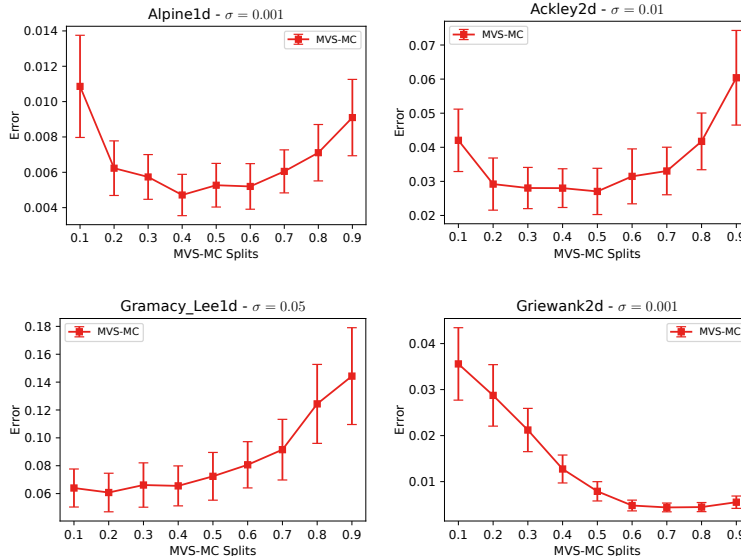 Alpine1d - σ = 0.001
MVS-MC
Error
0.014
0.012
0.010
0.008
0.006
0.004
0.1 0.2 0.3 0.4 0.5 0.6 0.7 0.8 0.9
MVS-MC Splits
Ackley2d - σ = 0.01
MVS-MC
Error
0.07
0.06
0.05
0.04
0.03
0.02
0.1 0.2 0.3 0.4 0.5 0.6 0.7 0.8 0.9
MVS-MC Splits
Gramacy_Lee1d - σ = 0.05
MVS-MC
Error
0.18
0.16
0.14
0.12
0.10
0.08
0.06
0.1 0.2 0.3 0.4 0.5 0.6 0.7 0.8 0.9
MVS-MC Splits
Griewank2d - σ = 0.001
MVS-MC
Error
0.04
0.03
0.02
0.01
0.1 0.2 0.3 0.4 0.5 0.6 0.7 0.8 0.9
MVS-MC Splits